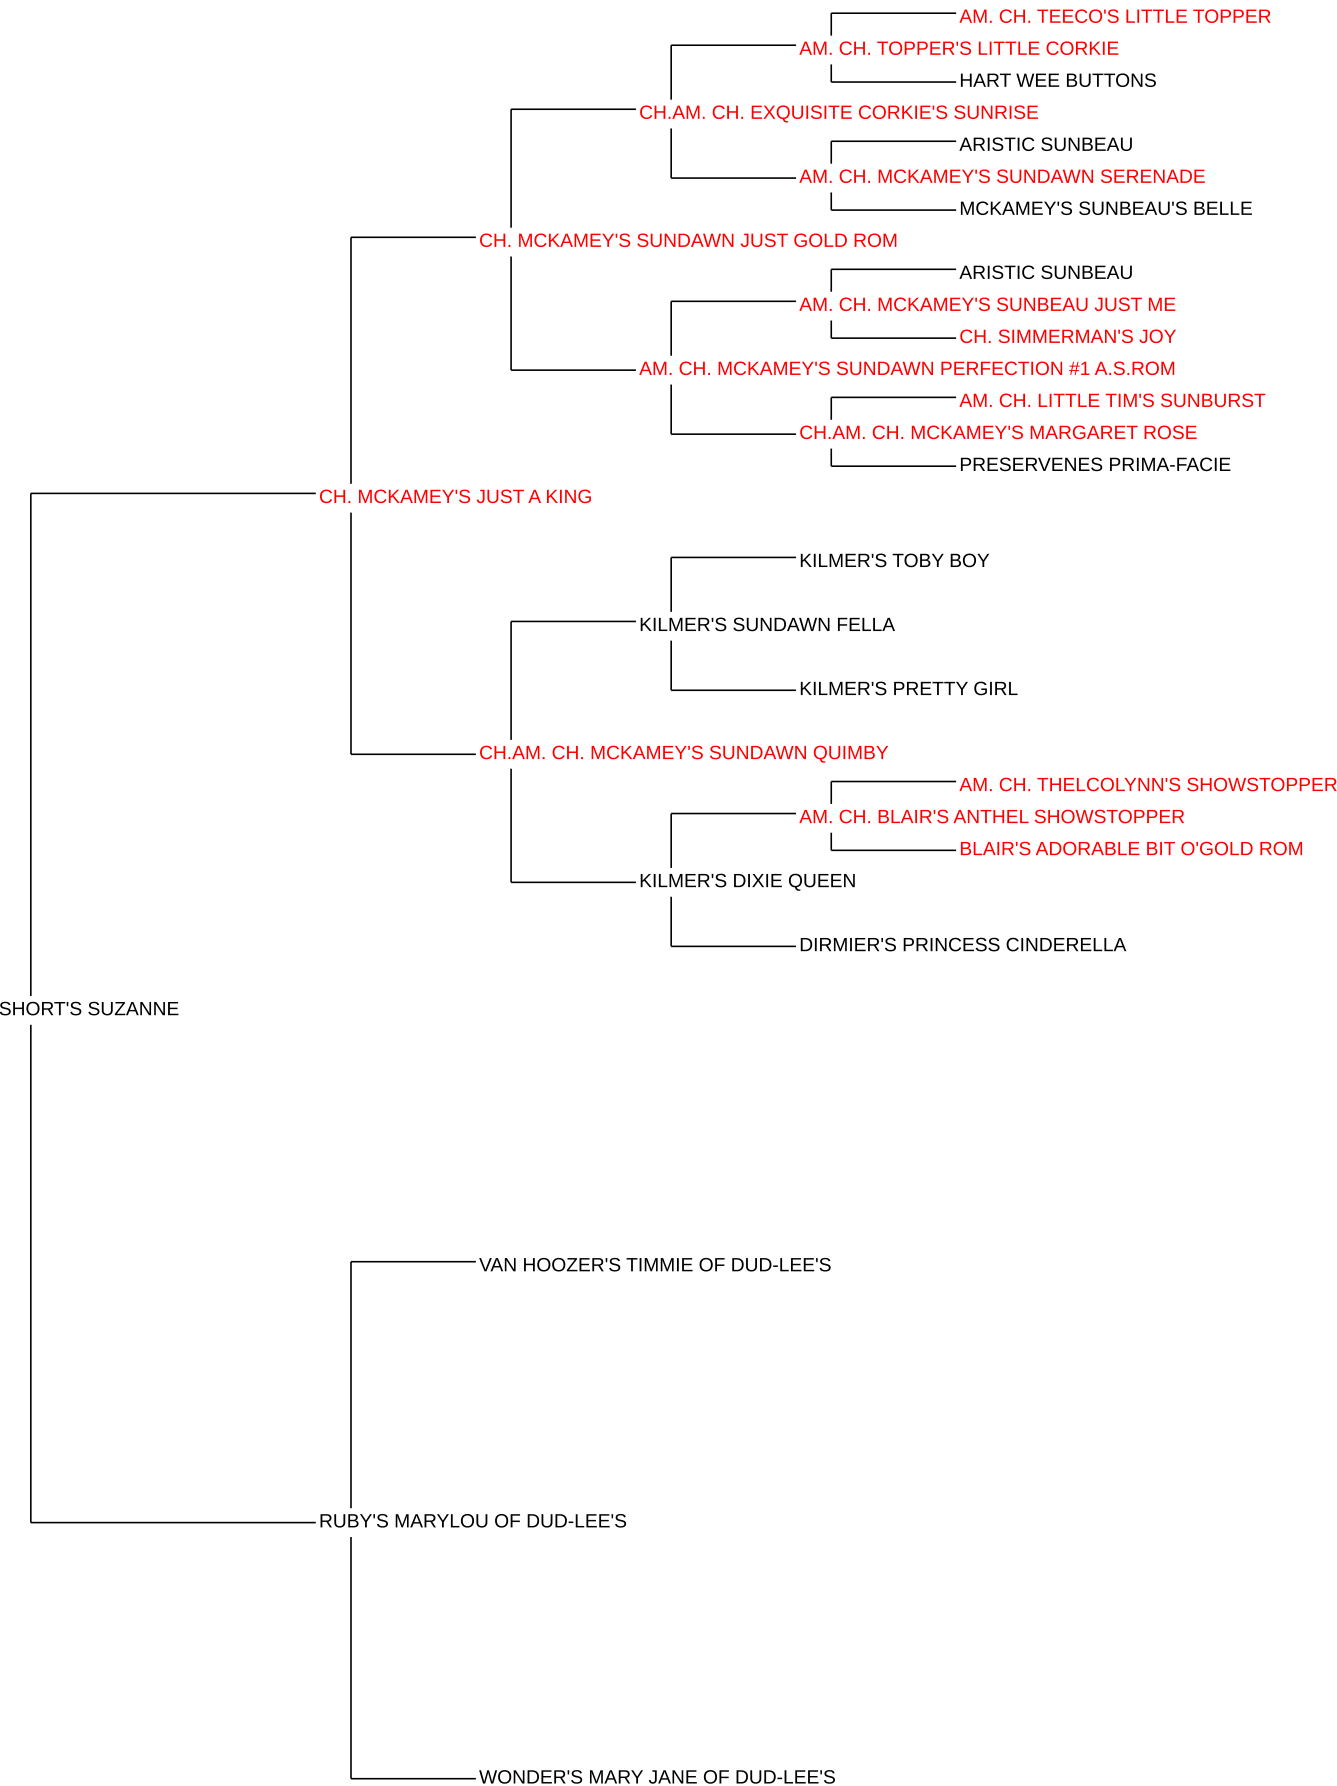 AM. CH. TEECO'S LITTLE TOPPER
AM. CH. TOPPER'S LITTLE CORKIE
HART WEE BUTTONS
CH.AM. CH. EXQUISITE CORKIE'S SUNRISE
ARISTIC SUNBEAU
AM. CH. MCKAMEY'S SUNDAWN SERENADE
MCKAMEY'S SUNBEAU'S BELLE
CH. MCKAMEY'S SUNDAWN JUST GOLD ROM
ARISTIC SUNBEAU
AM. CH. MCKAMEY'S SUNBEAU JUST ME
CH. SIMMERMAN'S JOY
AM. CH. MCKAMEY'S SUNDAWN PERFECTION #1 A.S.ROM
AM. CH. LITTLE TIM'S SUNBURST
CH.AM. CH. MCKAMEY'S MARGARET ROSE
PRESERVENES PRIMA-FACIE
CH. MCKAMEY'S JUST A KING
KILMER'S TOBY BOY
KILMER'S SUNDAWN FELLA
KILMER'S PRETTY GIRL
CH.AM. CH. MCKAMEY'S SUNDAWN QUIMBY
AM. CH. THELCOLYNN'S SHOWSTOPPER
AM. CH. BLAIR'S ANTHEL SHOWSTOPPER
BLAIR'S ADORABLE BIT O'GOLD ROM
KILMER'S DIXIE QUEEN
DIRMIER'S PRINCESS CINDERELLA
SHORT'S SUZANNE
VAN HOOZER'S TIMMIE OF DUD-LEE'S
RUBY'S MARYLOU OF DUD-LEE'S
WONDER'S MARY JANE OF DUD-LEE'S